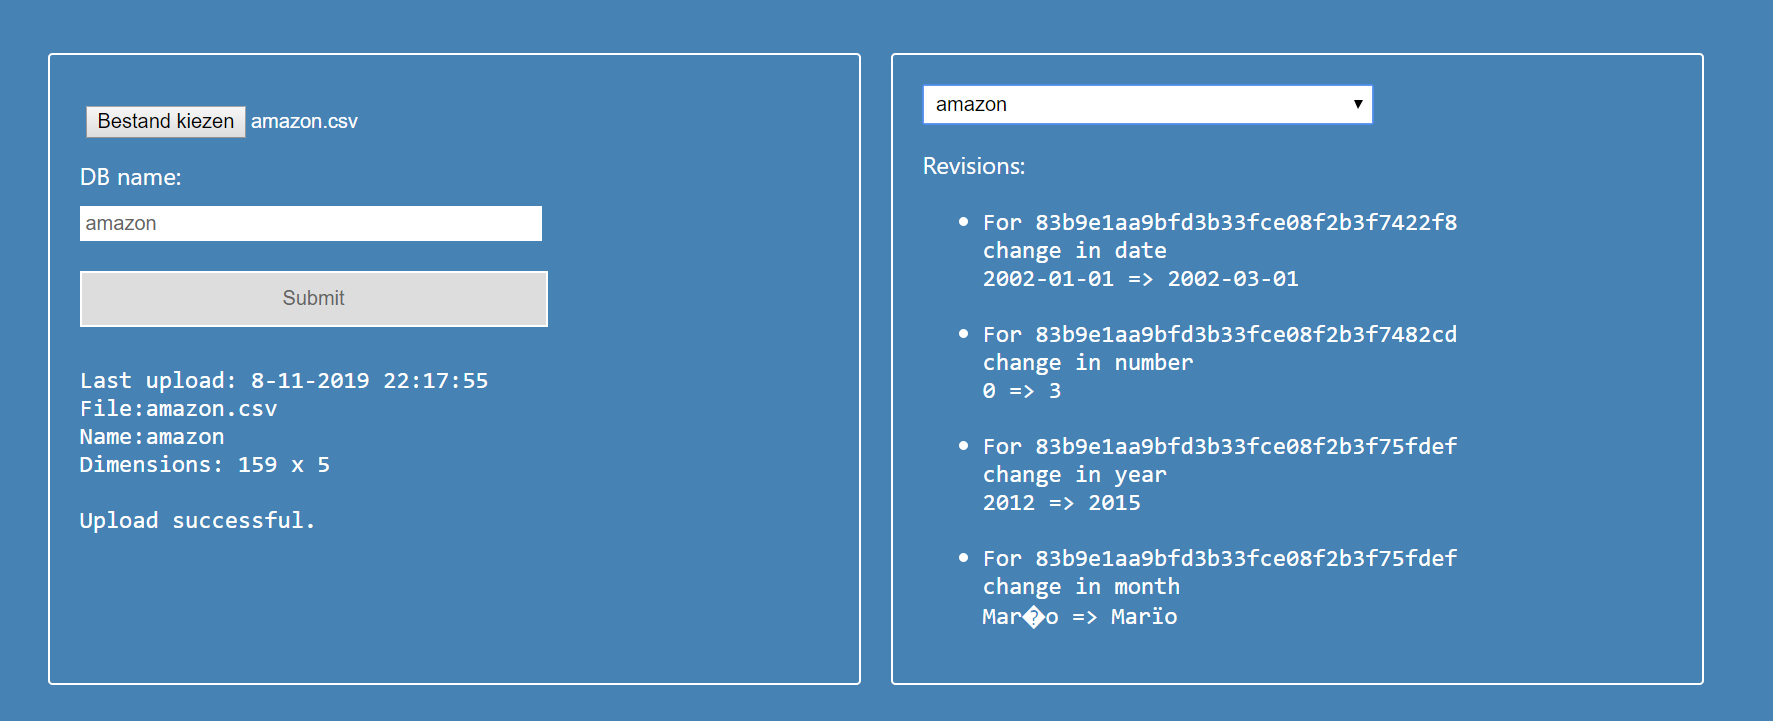 Bestand kiezen amazon.csv
DB name:
amazon
Submit
Last upload: 8-11-2019 22:17:55
File:amazon.csv
Name:amazon
Dimensions: 159 x 5
Upload successful.
amazon
Revisions:
• For 83b9e1aa9bfd3b33fce08f2b3f7422f8
change in date
2002-01-01 => 2002-03-01
• For 83b9e1aa9bfd3b33fce08f2b3f7482cd
change in number
0 => 3
• For 83b9e1aa9bfd3b33fce08f2b3f75fdef
change in year
2012 => 2015
• For 83b9e1aa9bfd3b33fce08f2b3f75fdef
change in month
Mar�o => Marïo